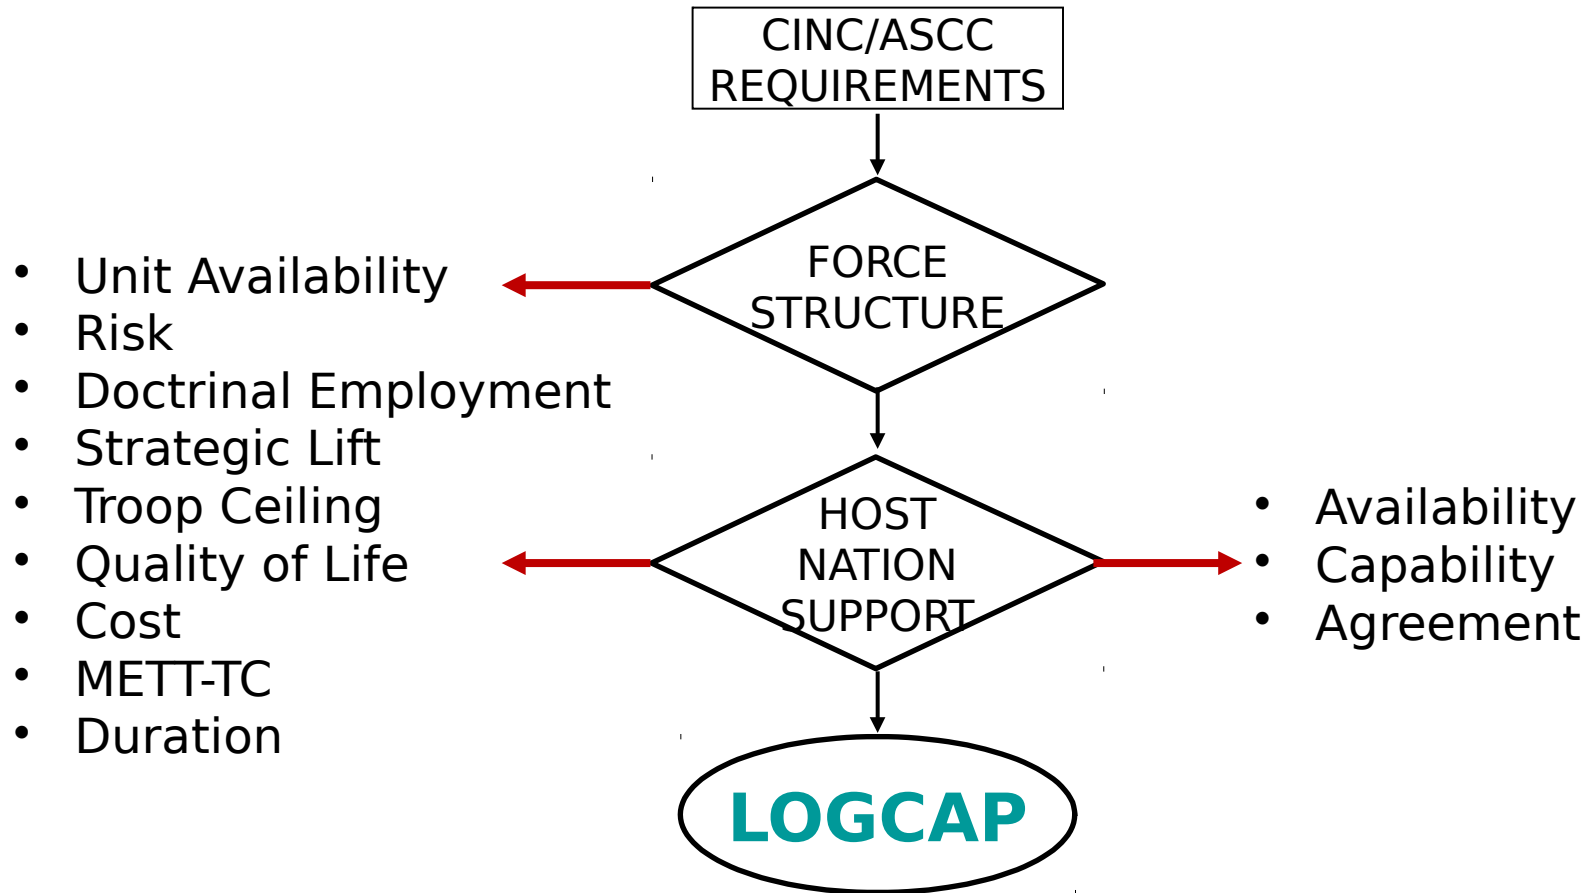 CINC/ASCC
REQUIREMENTS
FORCE
STRUCTURE
• Unit Availability
• Risk
• Doctrinal Employment
• Strategic Lift
• Troop Ceiling
• Quality of Life
• Cost
• METT-TC
• Duration
HOST
NATION
SUPPORT
• Availability
• Capability
• Agreement
LOGCAP